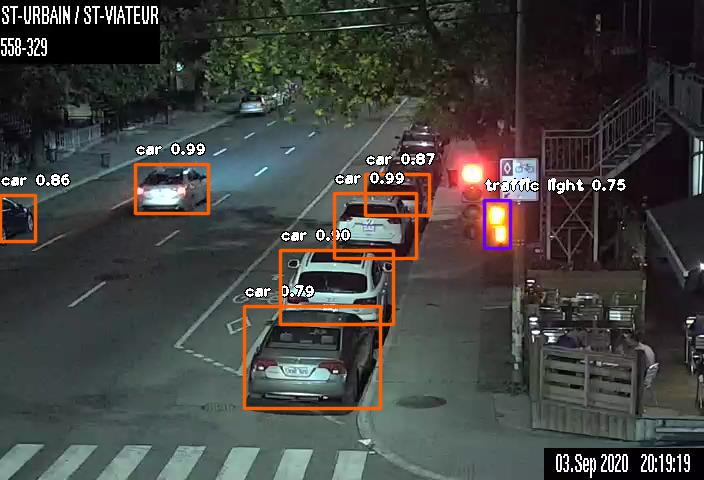 ST-URBAIN / ST-VIATEUR
558-329
car 0.99
car 0.87
car 0.86
car 0.99
traffic light 0.75
car 0.90
car 0.79
03.Sep 2020 20:19:19